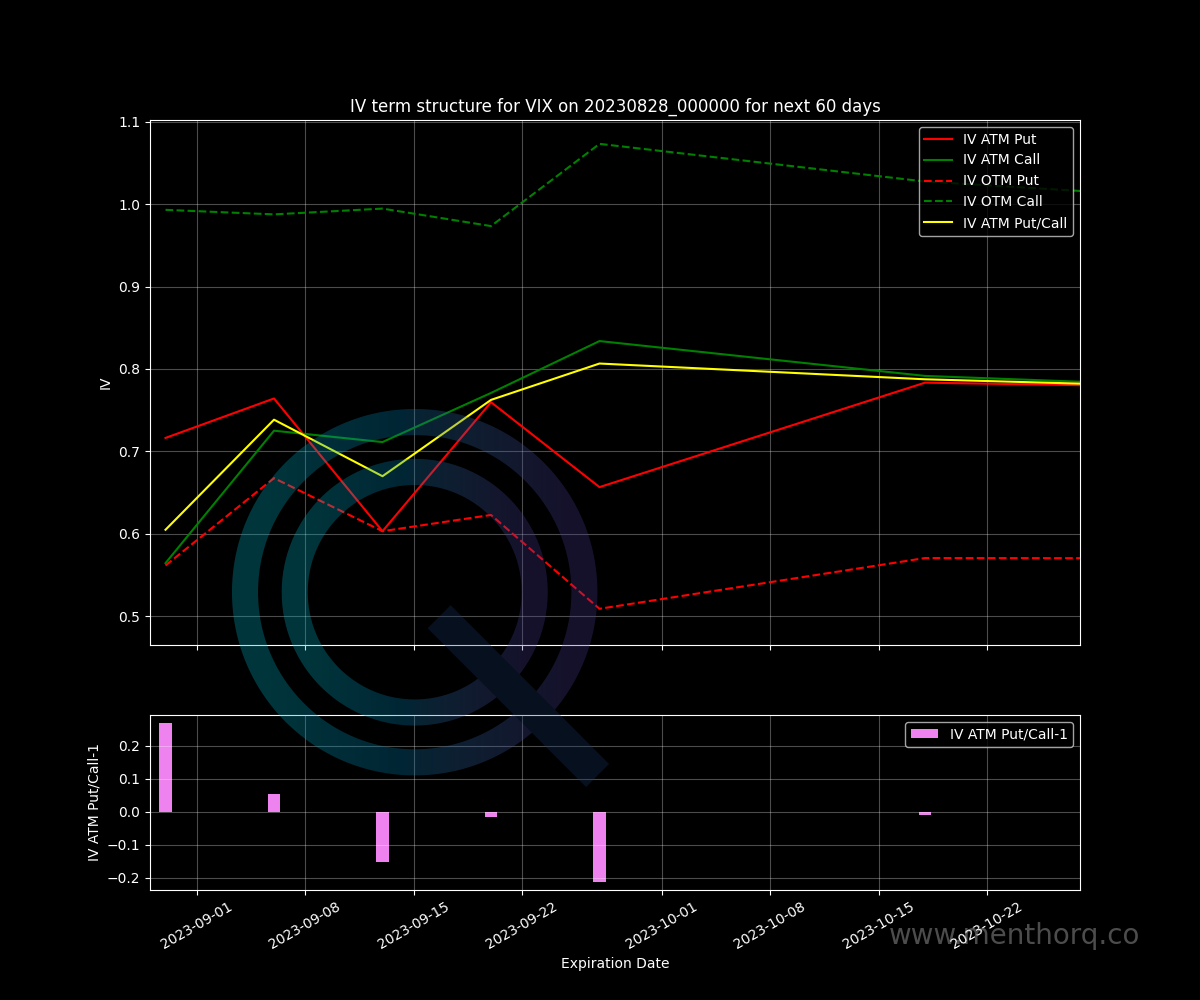 IV term structure for VIX on 20230828_000000 for next 60 days
1.1
1.0
0.9
0.8
0.7
0.6
0.5
IV
IV ATM Put
IV ATM Call
IV OTM Put
IV OTM Call
IV ATM Put/Call
0.2
0.1
0.0
−0.1
−0.2
IV ATM Put/Call-1
IV ATM Put/Call-1
2023-09-01
2023-09-08
2023-09-15
2023-09-22
2023-10-01
2023-10-08
2023-10-15
2023-10-22
www.menthorq.co
Expiration Date